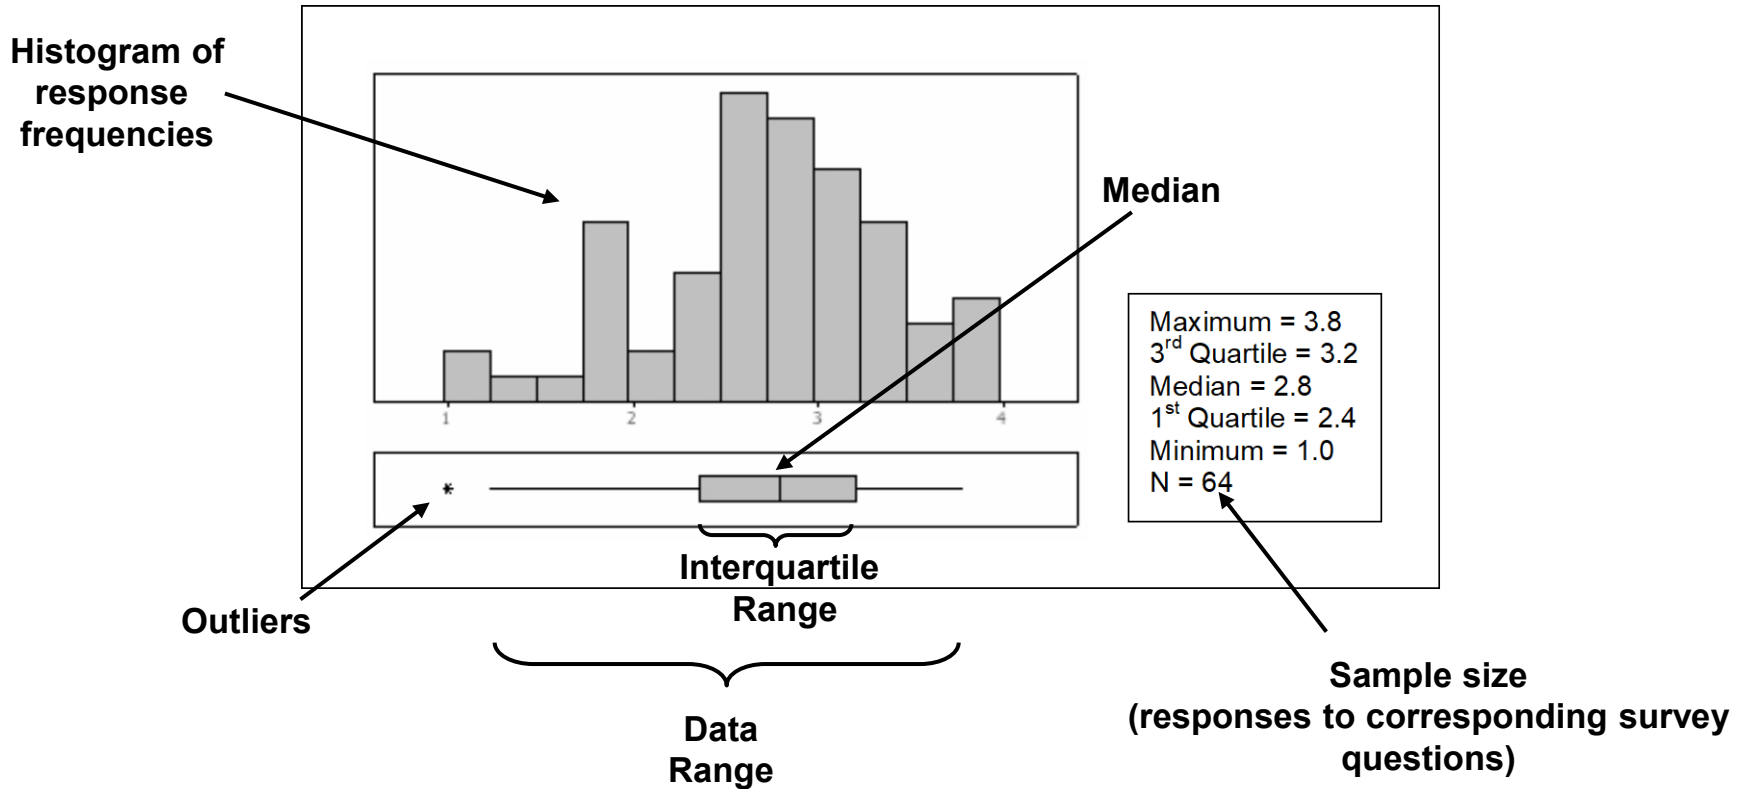 Histogram of
response
frequencies
Median
1 2 3 4
Maximum = 3.8
3rd Quartile = 3.2
Median = 2.8
1st Quartile = 2.4
Minimum = 1.0
N = 64
*
Interquartile
Range
Outliers
Data
Range
Sample size
(responses to corresponding survey
questions)